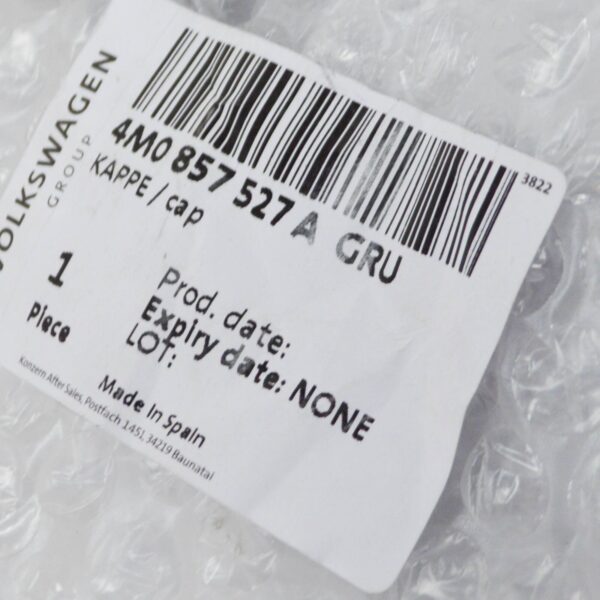 VOLKSWAGEN
GROUP
3822
4M0 857 527 A GRU
KAPPE / cap
1
Piece
Prod. date:
Expiry date: NONE
LOT:
Made In Spain
Konzern After Sales, Postfach 1451, 34219 Baunatal